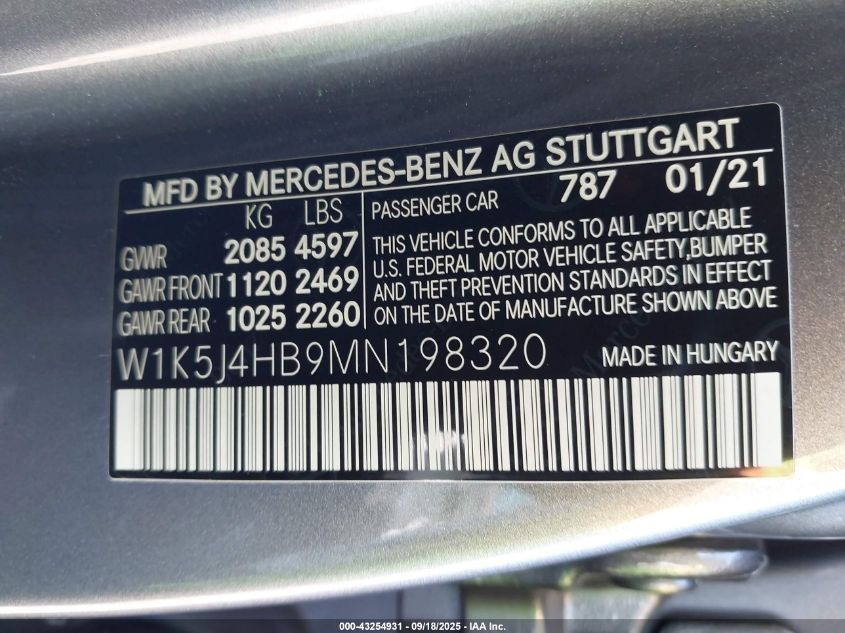 MFD BY MERCEDES-BENZ AG STUTTGART
KG LBS
GVWR 2085 4597
GAWR FRONT 1120 2469
GAWR REAR 1025 2260
PASSENGER CAR 787 01/21
THIS VEHICLE CONFORMS TO ALL APPLICABLE
U.S. FEDERAL MOTOR VEHICLE SAFETY,BUMPER
AND THEFT PREVENTION STANDARDS IN EFFECT
ON THE DATE OF MANUFACTURE SHOWN ABOVE
W1K5J4HB9MN198320 MADE IN HUNGARY
000-43254931 - 09/18/2025 - IAA Inc.